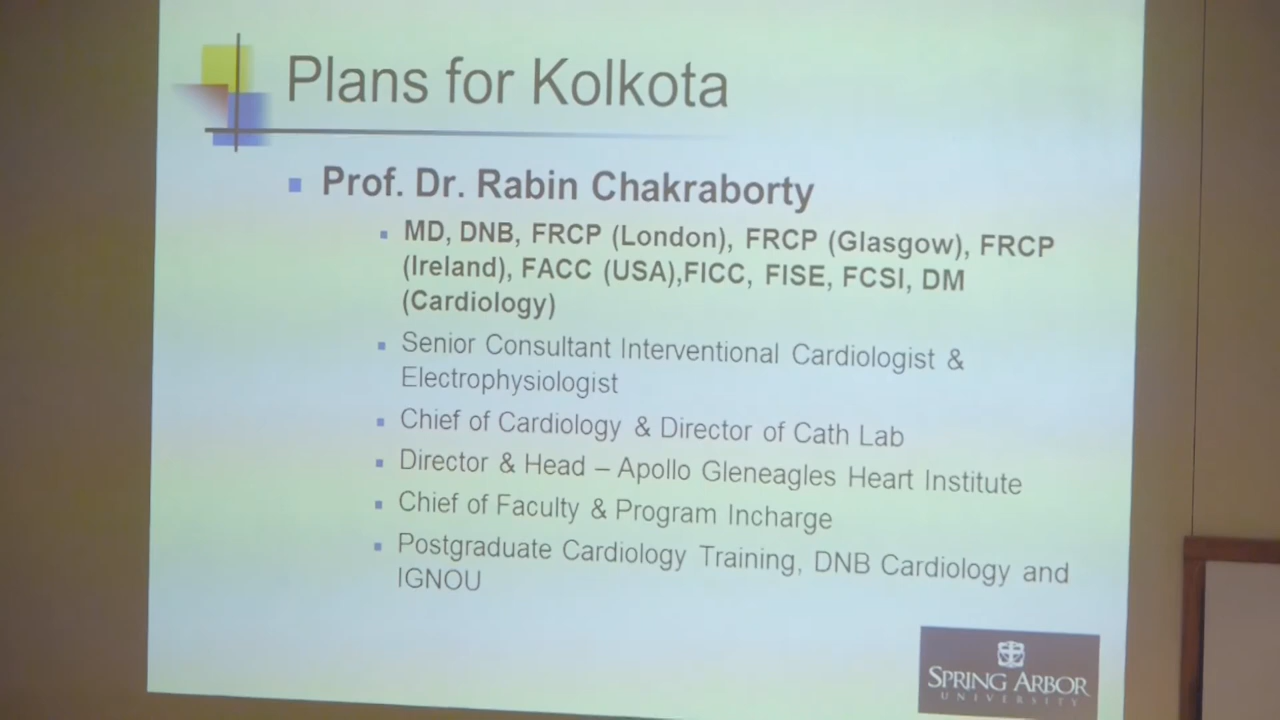 Plans for Kolkota
Prof. Dr. Rabin Chakraborty
MD, DNB, FRCP (London), FRCP (Glasgow), FRCP
(Ireland), FACC (USA),FICC, FISE, FCSI, DM
(Cardiology)
Senior Consultant Interventional Cardiologist &
Electrophysiologist
Chief of Cardiology & Director of Cath Lab
Director & Head – Apollo Gleneagles Heart Institute
Chief of Faculty & Program Incharge
Postgraduate Cardiology Training, DNB Cardiology and
IGNOU
SPRING ARBOR
UNIVERSITY